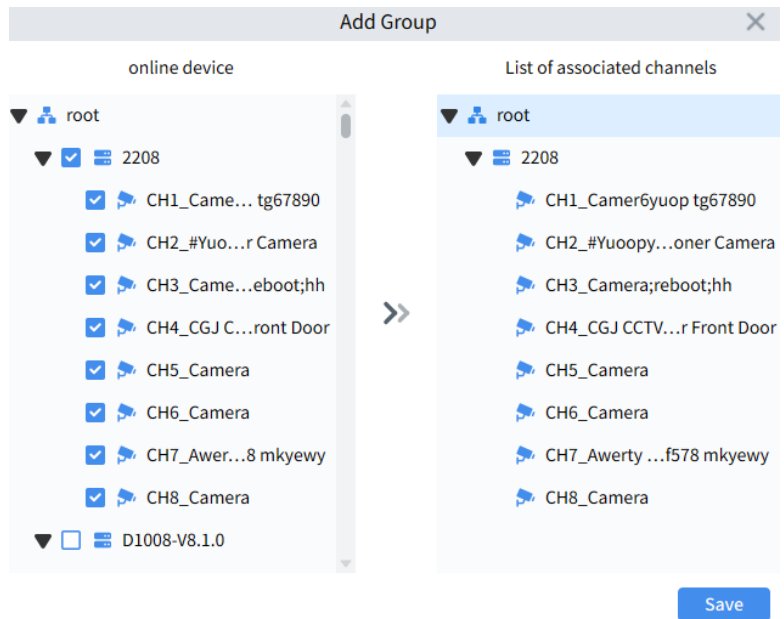 Add Group
online device
List of associated channels
root
2208
CH1_Came... tg67890
CH2_#Yuo...r Camera
CH3_Came...eboot;hh
CH4_CGJ C...ront Door
CH5_Camera
CH6_Camera
CH7_Awer...8 mkyewy
CH8_Camera
D1008-V8.1.0
root
2208
CH1_Camer6yuop tg67890
CH2_#Yuoopy...oner Camera
CH3_Camera;reboot;hh
CH4_CGJ CCTV...r Front Door
CH5_Camera
CH6_Camera
CH7_Awerty ...f578 mkyewy
CH8_Camera
Save